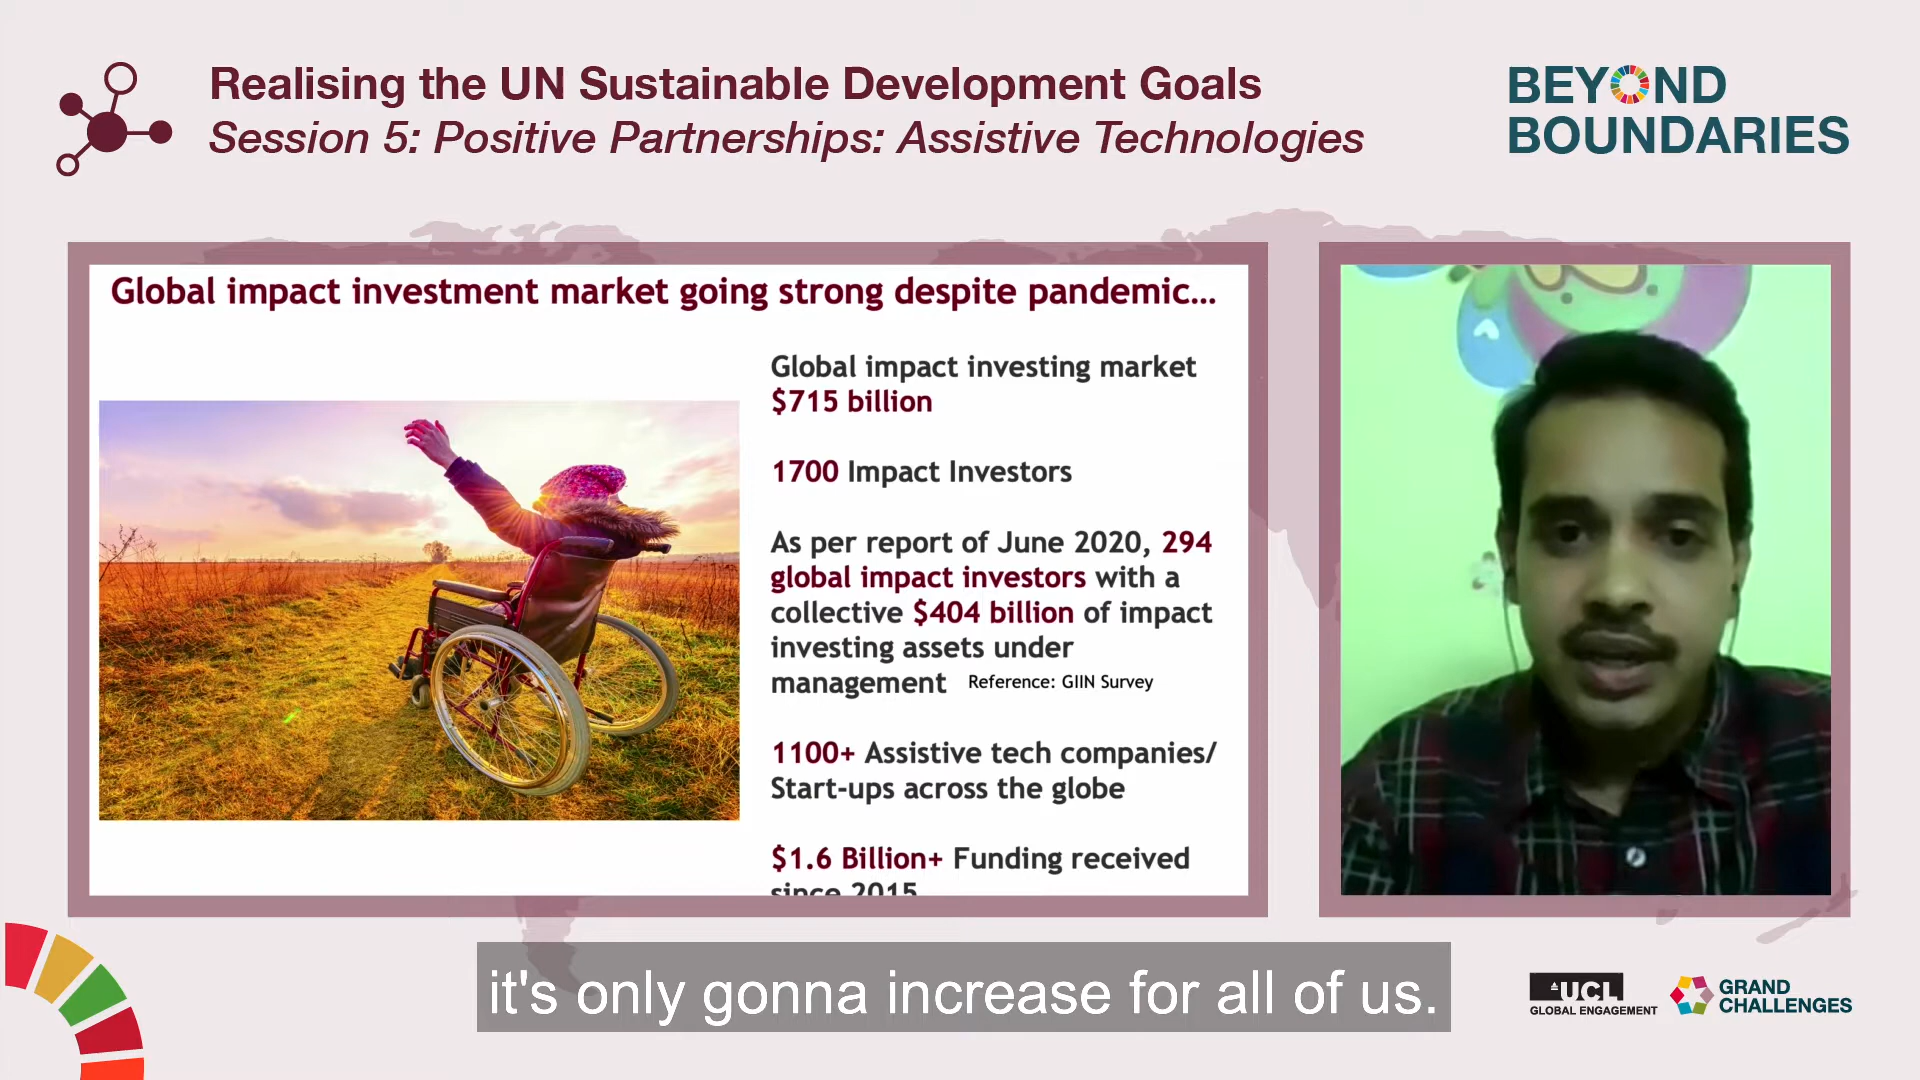 Realising the UN Sustainable Development Goals
Session 5: Positive Partnerships: Assistive Technologies
BEYOND
BOUNDARIES
Global impact investment market going strong despite pandemic...
Global impact investing market
$715 billion
1700 Impact Investors
As per report of June 2020, 294
global impact investors with a
collective $404 billion of impact
investing assets under
management Reference: GIIN Survey
1100+ Assistive tech companies/
Start-ups across the globe
$1.6 Billion+ Funding received
since 2015
it's only gonna increase for all of us.
UCL
GLOBAL ENGAGEMENT
GRAND
CHALLENGES